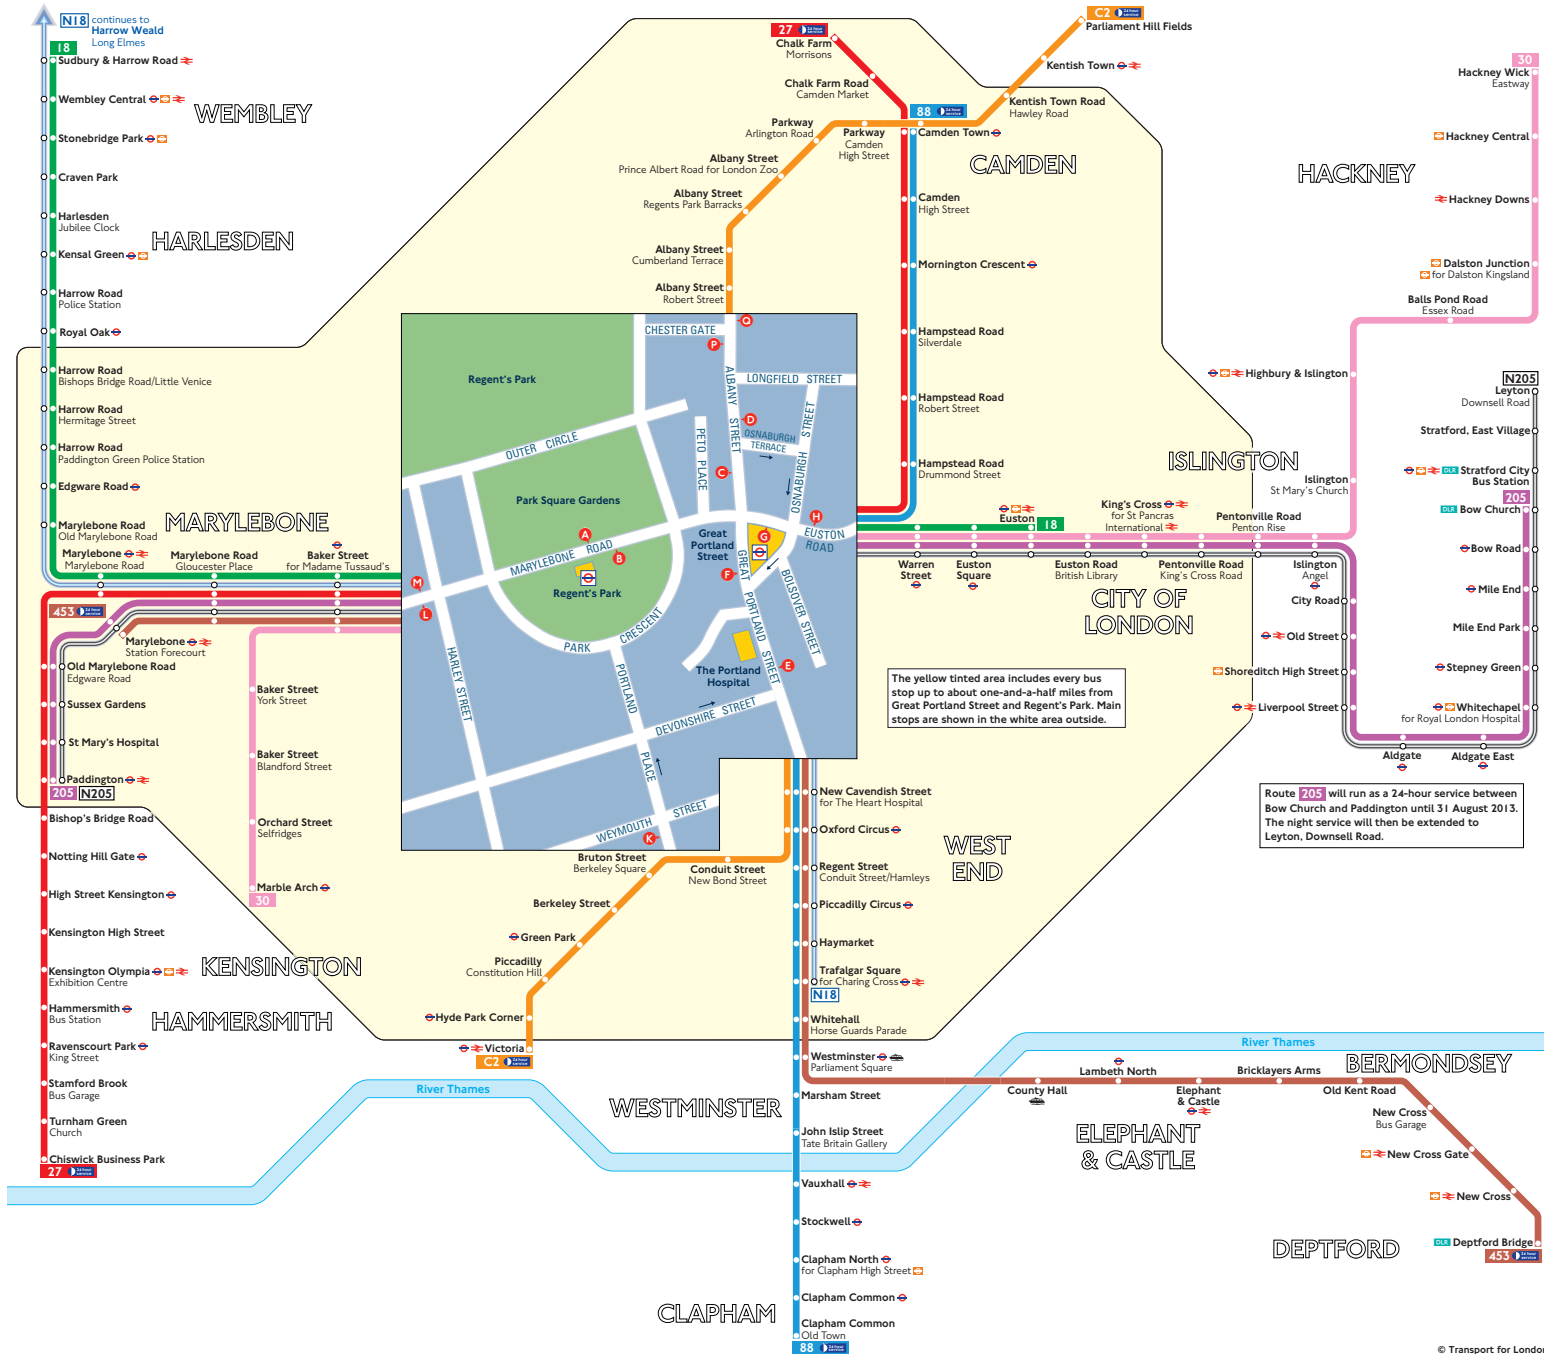 N18 continues to
Harrow Weald
Long Elmes
18
Sudbury & Harrow Road
Wembley Central
Stonebridge Park
Craven Park
Harlesden
Jubilee Clock
Kensal Green
Harrow Road
Police Station
Royal Oak
Harrow Road
Bishops Bridge Road/Little Venice
Harrow Road
Hermitage Street
Harrow Road
Paddington Green Police Station
Edgware Road
Marylebone Road
Old Marylebone Road
Marylebone
Marylebone Road
Marylebone Road
Gloucester Place
Baker Street
for Madame Tussaud's
WEMBLEY
HARLESDEN
MARYLEBONE
453 24 hour service
Marylebone
Station Forecourt
Old Marylebone Road
Edgware Road
Sussex Gardens
St Mary's Hospital
Paddington
205 N205
Bishop's Bridge Road
Notting Hill Gate
High Street Kensington
Kensington High Street
Kensington Olympia
Exhibition Centre
Hammersmith
Bus Station
Ravenscourt Park
King Street
Stamford Brook
Bus Garage
Turnham Green
Church
Chiswick Business Park
27 24 hour service
KENSINGTON
HAMMERSMITH
Baker Street
York Street
Baker Street
Blandford Street
Orchard Street
Selfridges
Marble Arch
30
27 24 hour service
Chalk Farm
Morrisons
Chalk Farm Road
Camden Market
C2 24 hour service
Parliament Hill Fields
Kentish Town
Kentish Town Road
Hawley Road
88 24 hour service
Camden Town
Parkway
Arlington Road
Parkway
Camden
High Street
Albany Street
Prince Albert Road for London Zoo
Albany Street
Regents Park Barracks
Albany Street
Cumberland Terrace
Albany Street
Robert Street
CAMDEN
Camden
High Street
Mornington Crescent
Hampstead Road
Silverdale
Hampstead Road
Robert Street
Hampstead Road
Drummond Street
CHESTER GATE
Q
P
Regent's Park
ALBANY STREET
LONGFIELD STREET
D
OSNABURGH
TERRACE
OSNABURGH STREET
PETO PLACE
OUTER CIRCLE
C
Park Square Gardens
H
EUSTON
ROAD
A
B
MARYLEBONE ROAD
Great
Portland
Street
G
F
GREAT PORTLAND STREET
BOLSOVER STREET
Regent's Park
M
L
PARK CRESCENT
HARLEY STREET
PORTLAND PLACE
The Portland
Hospital
E
DEVONSHIRE STREET
WEYMOUTH STREET
K
Euston
18
Warren
Street
Euston
Square
Euston Road
British Library
King's Cross
for St Pancras
International
Pentonville Road
King's Cross Road
Pentonville Road
Penton Rise
Islington
Angel
CITY OF
LONDON
ISLINGTON
HACKNEY
30
Hackney Wick
Eastway
Hackney Central
Hackney Downs
Dalston Junction
for Dalston Kingsland
Balls Pond Road
Essex Road
Highbury & Islington
Islington
St Mary's Church
N205
Leyton
Downsell Road
Stratford, East Village
DLR Stratford City
Bus Station
205
DLR Bow Church
Bow Road
Mile End
Mile End Park
Stepney Green
Whitechapel
for Royal London Hospital
City Road
Old Street
Shoreditch High Street
Liverpool Street
Aldgate
Aldgate East
The yellow tinted area includes every bus
stop up to about one-and-a-half miles from
Great Portland Street and Regent's Park. Main
stops are shown in the white area outside.
Route 205 will run as a 24-hour service between
Bow Church and Paddington until 31 August 2013.
The night service will then be extended to
Leyton, Downsell Road.
New Cavendish Street
for The Heart Hospital
Oxford Circus
Regent Street
Conduit Street/Hamleys
Piccadilly Circus
Haymarket
Trafalgar Square
for Charing Cross
N18
Whitehall
Horse Guards Parade
Westminster
Parliament Square
Marsham Street
John Islip Street
Tate Britain Gallery
Vauxhall
Stockwell
Clapham North
for Clapham High Street
Clapham Common
Clapham Common
Old Town
88 24 hour service
WEST
END
Bruton Street
Berkeley Square
Conduit Street
New Bond Street
Berkeley Street
Green Park
Piccadilly
Constitution Hill
Hyde Park Corner
Victoria
C2 24 hour service
River Thames
River Thames
WESTMINSTER
CLAPHAM
County Hall
Lambeth North
Elephant
& Castle
Bricklayers Arms
Old Kent Road
New Cross
Bus Garage
New Cross Gate
New Cross
DLR Deptford Bridge
453 24 hour service
BERMONDSEY
ELEPHANT
& CASTLE
DEPTFORD
© Transport for London